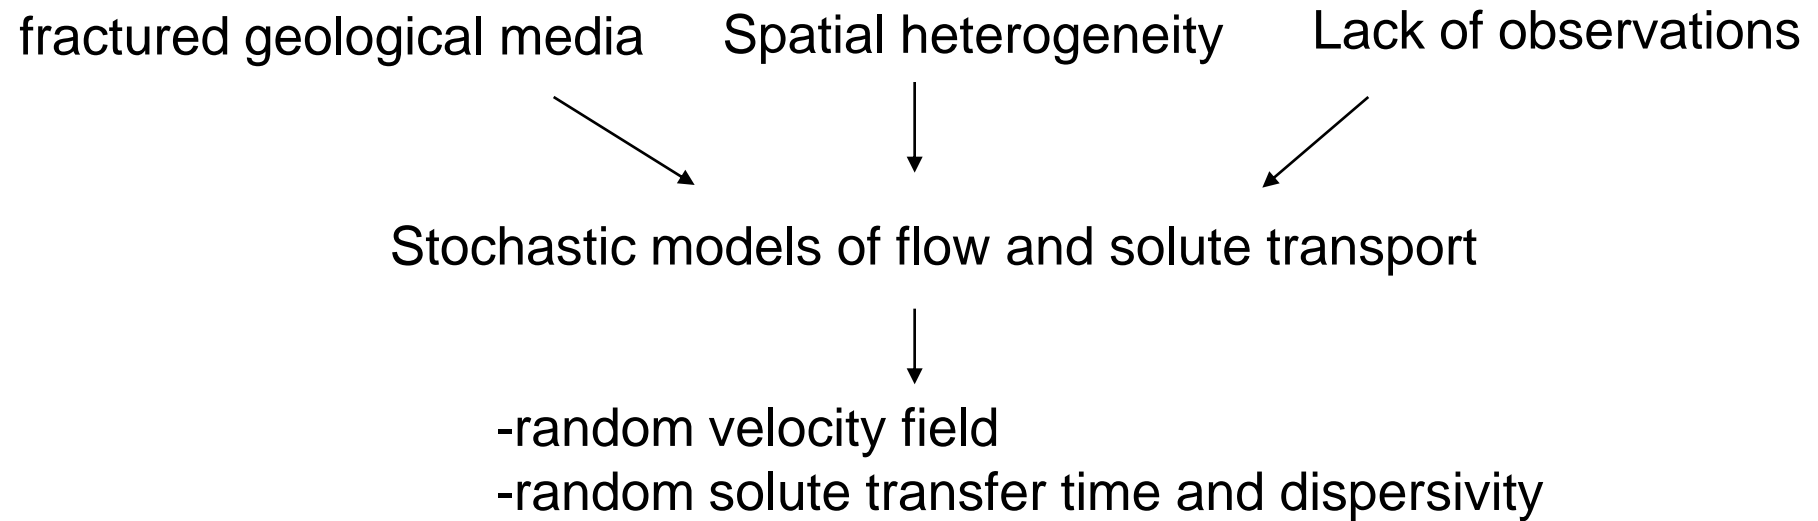 fractured geological media
Spatial heterogeneity
Lack of observations
Stochastic models of flow and solute transport
-random velocity field
-random solute transfer time and dispersivity